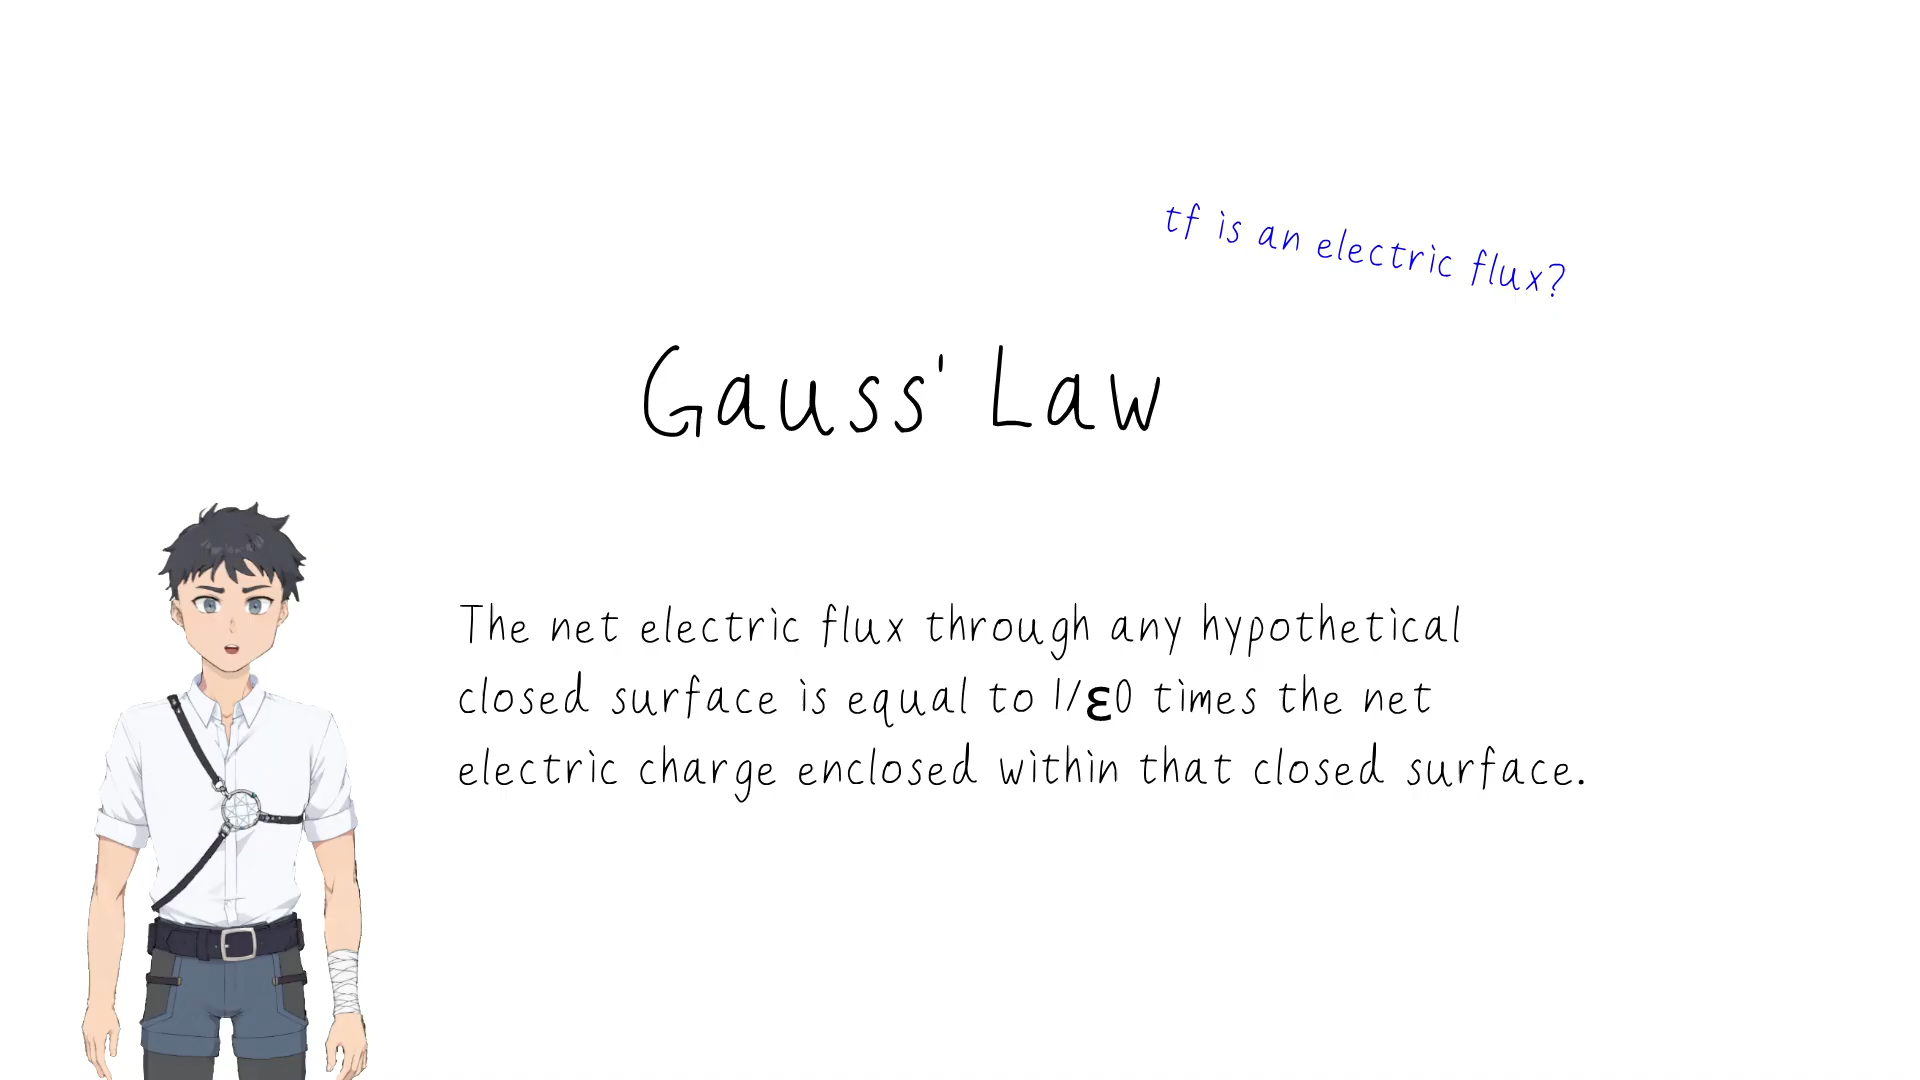 tf is an electric flux?
Gauss' Law
The net electric flux through any hypothetical
closed surface is equal to 1/ε0 times the net
electric charge enclosed within that closed surface.